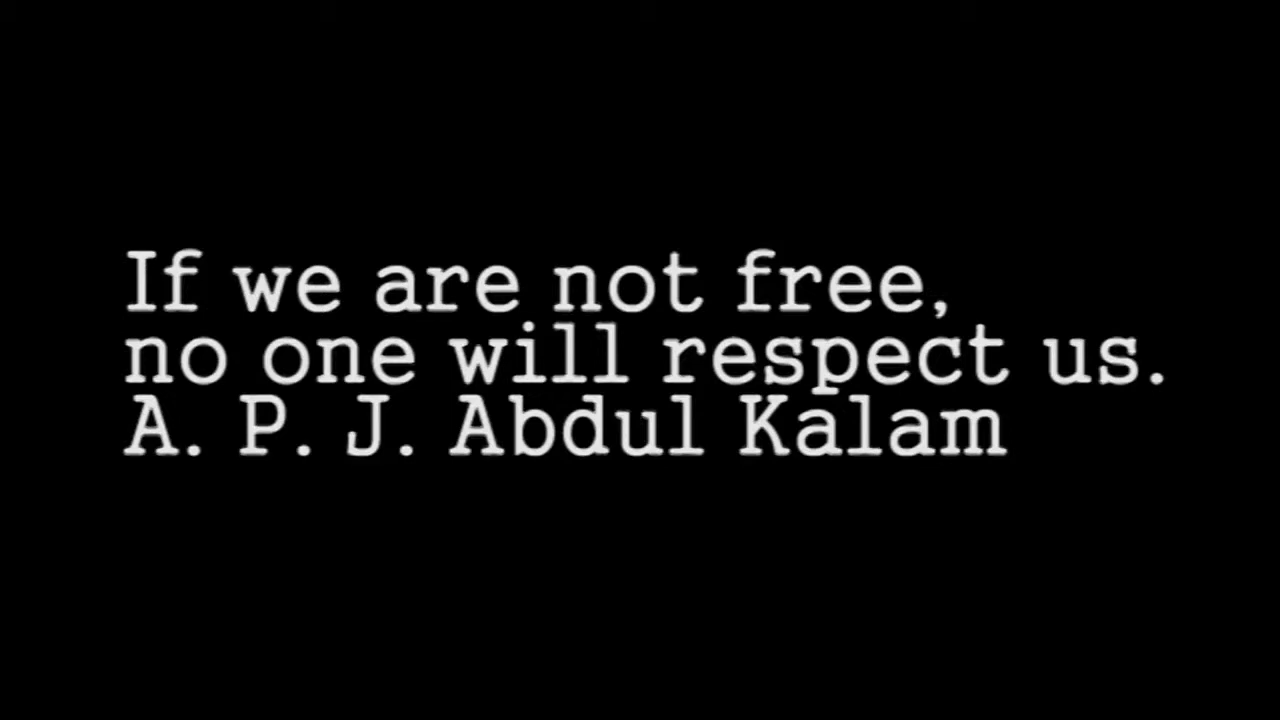 If we are not free,
no one will respect us.
A. P. J. Abdul Kalam